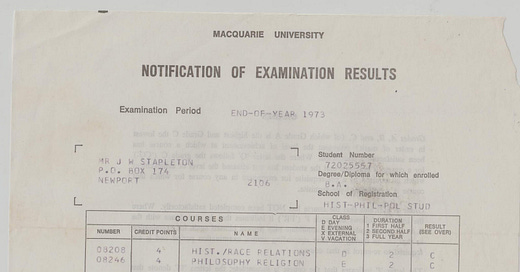 MACQUARIE UNIVERSITY
NOTIFICATION OF EXAMINATION RESULTS
Examination Period END-OF-YEAR 1973
MR J W STAPLETON
P.O. BOX 174
NEWPORT 2106
Student Number
72025557
Degree/Diploma for which enrolled
B.A.
School of Registration
HIST-PHIL-POL STUD
COURSES
NUMBER CREDIT POINTS NAME
CLASS
D DAY
E EVENING
X EXTERNAL
V VACATION
DURATION
1 FIRST HALF
2 SECOND HALF
3 FULL YEAR
RESULT
(SEE OVER)
08208 4 HIST./RACE RELATIONS D 2 C
08246 4 PHILOSOPHY RELIGION 2 C